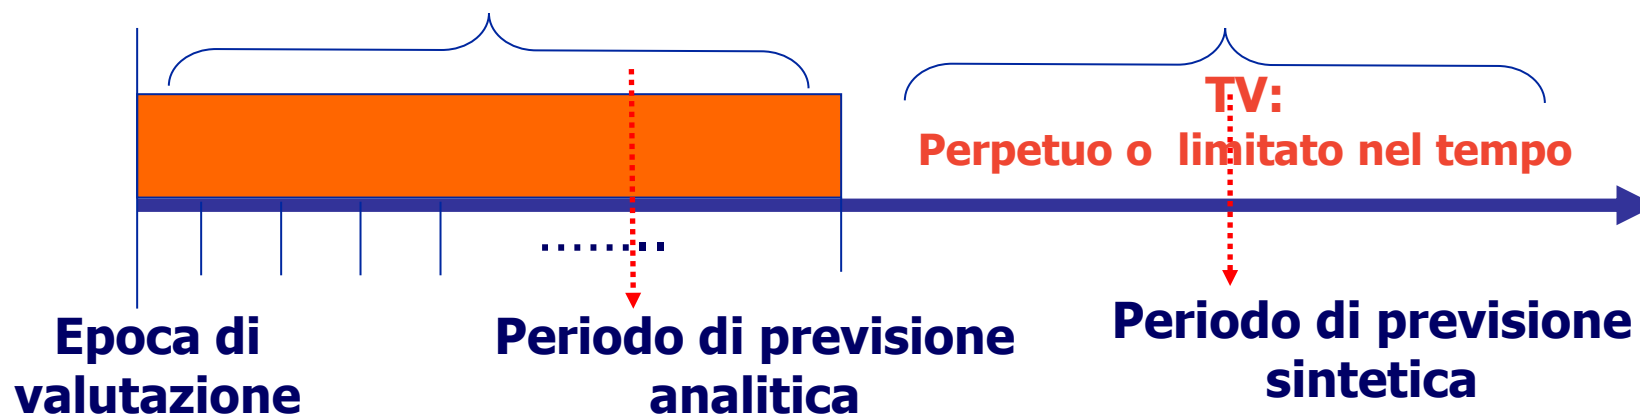 TV:
Perpetuo o limitato nel tempo
Epoca di
valutazione
Periodo di previsione
analitica
Periodo di previsione
sintetica